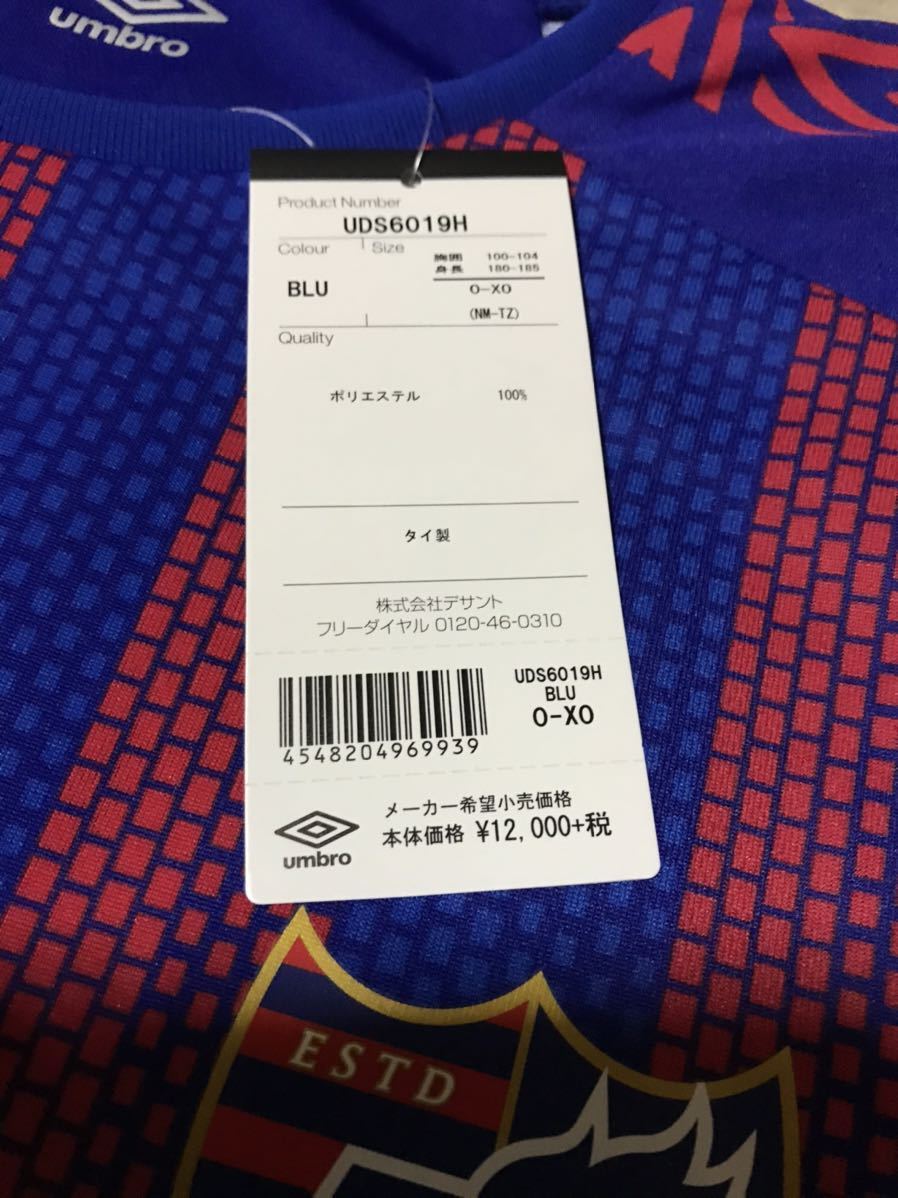 umbro
Product Number
UDS6019H
Colour Size
胸囲 100-104
身長 180-185
BLU O-XO
(NM-TZ)
Quality
ポリエステル 100%
タイ製
株式会社デサント
フリーダイヤル 0120-46-0310
UDS6019H
BLU
O-XO
4548204969939
メーカー希望小売価格
本体価格 ¥12,000+税
umbro
ESTD